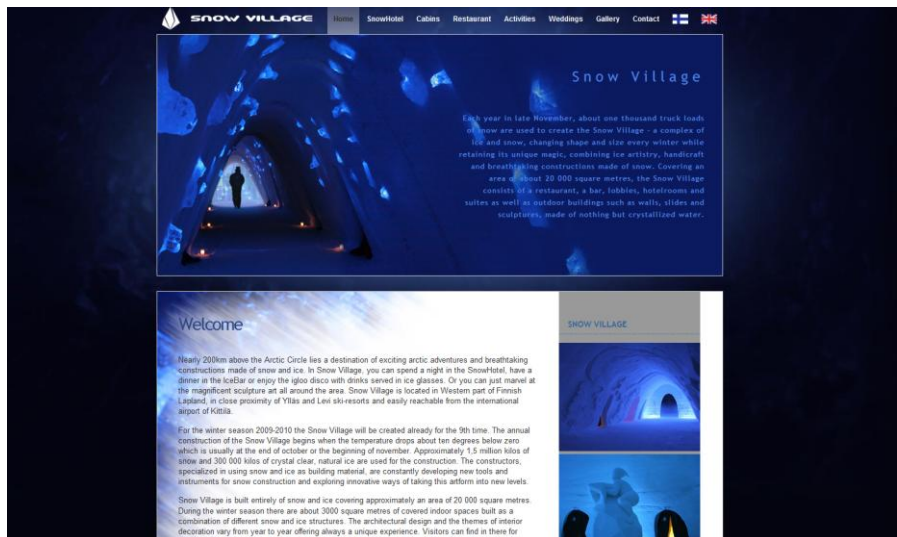 SNOW VILLAGE
Home SnowHotel Cabins Restaurant Activities Weddings Gallery Contact
Snow Village
Each year in late November, about one thousand truck loads
of snow are used to create the Snow Village - a complex of
ice and snow, changing shape and size every winter while
retaining its unique magic, combining ice artistry, handicraft
and breathtaking constructions made of snow. Covering an
area of about 20 000 square metres, the Snow Village
consists of a restaurant, a bar, lobbies, hotelrooms and
suites as well as outdoor buildings such as walls, slides and
sculptures, made of nothing but crystallized water.
Welcome
SNOW VILLAGE
Nearly 200km above the Arctic Circle lies a destination of exciting arctic adventures and breathtaking
constructions made of snow and ice. In Snow Village, you can spend a night in the SnowHotel, have a
dinner in the IceBar or enjoy the igloo disco with drinks served in ice glasses. Or you can just marvel at
the magnificent sculpture art all around the area. Snow Village is located in Western part of Finnish
Lapland, in close proximity of Ylläs and Levi ski-resorts and easily reachable from the international
airport of Kittilä.
For the winter season 2009-2010 the Snow Village will be created already for the 9th time. The annual
construction of the Snow Village begins when the temperature drops about ten degrees below zero
which is usually at the end of october or the beginning of november. Approximately 1,5 million kilos of
snow and 300 000 kilos of crystal clear, natural ice are used for the construction. The constructors,
specialized in using snow and ice as building material, are constantly developing new tools and
instruments for snow construction and exploring innovative ways of taking this artform into new levels.
Snow Village is built entirely of snow and ice covering approximately an area of 20 000 square metres.
During the winter season there are about 3000 square metres of covered indoor spaces built as a
combination of different snow and ice structures. The architectural design and the themes of interior
decoration vary from year to year offering always a unique experience. Visitors can find in there for